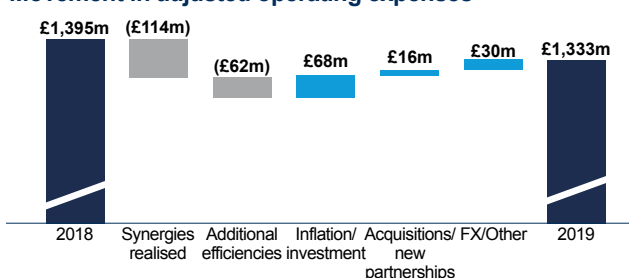 Movement in adjusted operating expenses
£1,395m (£114m) (£62m) £68m £16m £30m £1,333m
2018 Synergies Additional Inflation/ Acquisitions/ FX/Other 2019
realised efficiencies investment new
partnerships